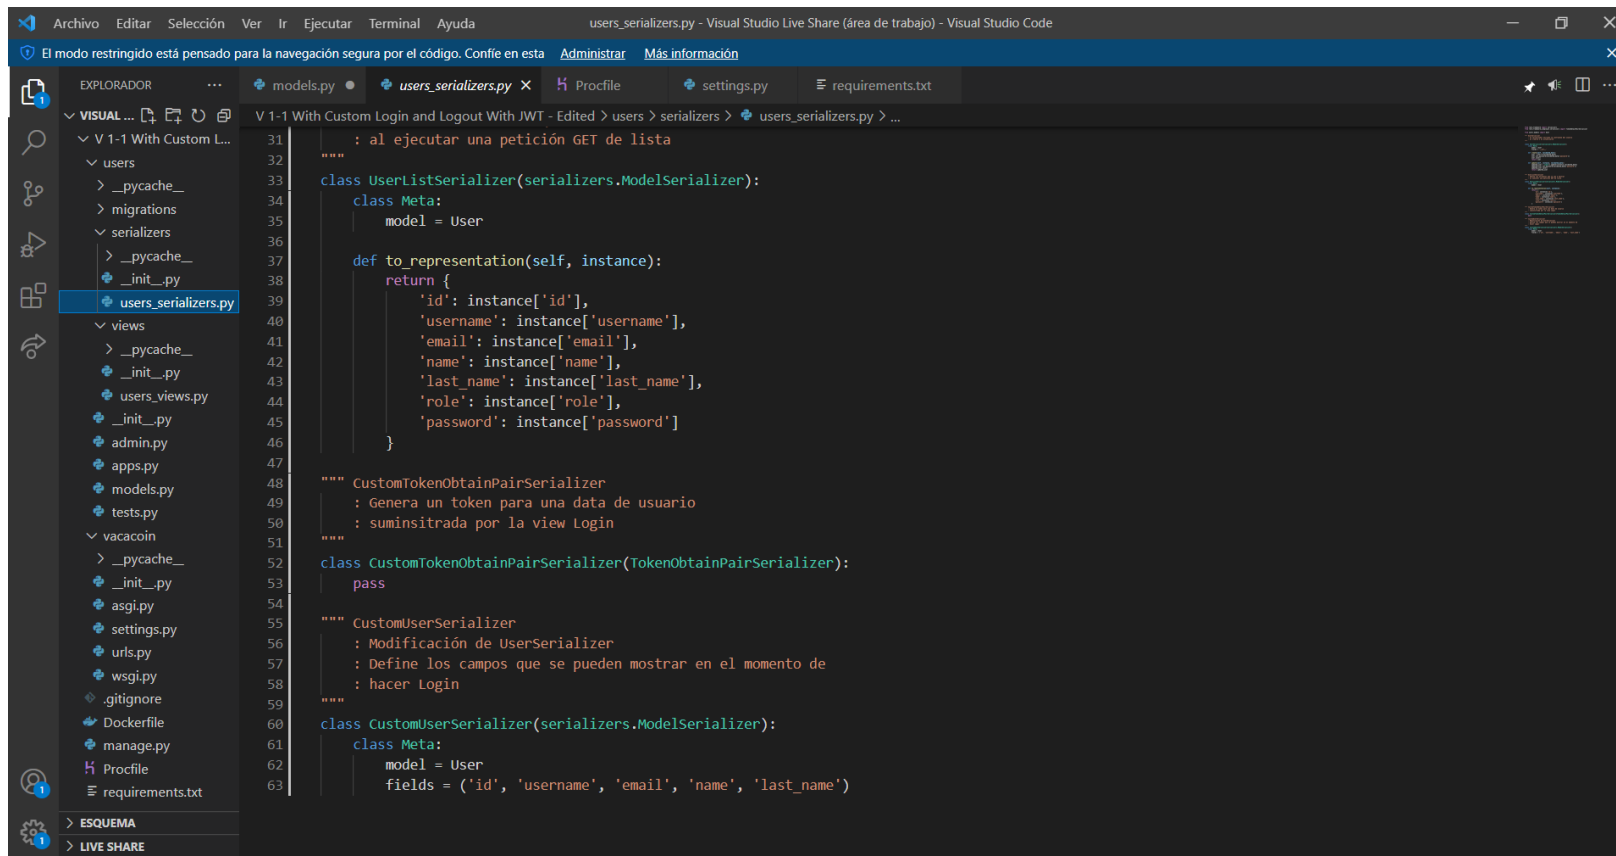 Archivo Editar Selección Ver Ir Ejecutar Terminal Ayuda users_serializers.py - Visual Studio Live Share (área de trabajo) - Visual Studio Code
El modo restringido está pensado para la navegación segura por el código. Confíe en esta Administrar Más información
EXPLORADOR
models.py
users_serializers.py
Procfile
settings.py
requirements.txt
VISUAL ...
V 1-1 With Custom L...
users
__pycache__
migrations
serializers
__pycache__
__init__.py
users_serializers.py
views
__pycache__
__init__.py
users_views.py
__init__.py
admin.py
apps.py
models.py
tests.py
vacacoin
__pycache__
__init__.py
asgi.py
settings.py
urls.py
wsgi.py
.gitignore
Dockerfile
manage.py
Procfile
requirements.txt
ESQUEMA
LIVE SHARE
1
1
1
V 1-1 With Custom Login and Logout With JWT - Edited > users > serializers > users_serializers.py > ...
31 : al ejecutar una petición GET de lista
32 """
33 class UserListSerializer(serializers.ModelSerializer):
34 class Meta:
35 model = User
36
37 def to_representation(self, instance):
38 return {
39 'id': instance['id'],
40 'username': instance['username'],
41 'email': instance['email'],
42 'name': instance['name'],
43 'last_name': instance['last_name'],
44 'role': instance['role'],
45 'password': instance['password']
46 }
47
48 """ CustomTokenObtainPairSerializer
49 : Genera un token para una data de usuario
50 : suminsitrada por la view Login
51 """
52 class CustomTokenObtainPairSerializer(TokenObtainPairSerializer):
53 pass
54
55 """ CustomUserSerializer
56 : Modificación de UserSerializer
57 : Define los campos que se pueden mostrar en el momento de
58 : hacer Login
59 """
60 class CustomUserSerializer(serializers.ModelSerializer):
61 class Meta:
62 model = User
63 fields = ('id', 'username', 'email', 'name', 'last_name')